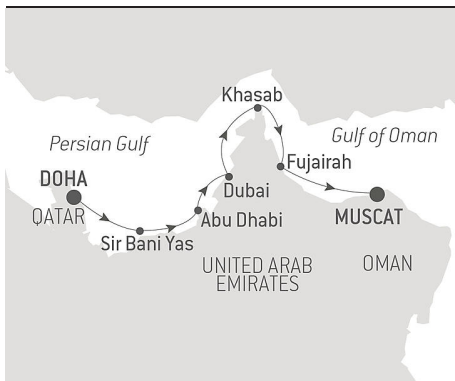 Khasab
Persian Gulf
Gulf of Oman
DOHA
QATAR
Fujairah
Dubai
Abu Dhabi
MUSCAT
Sir Bani Yas
UNITED ARAB
EMIRATES
OMAN